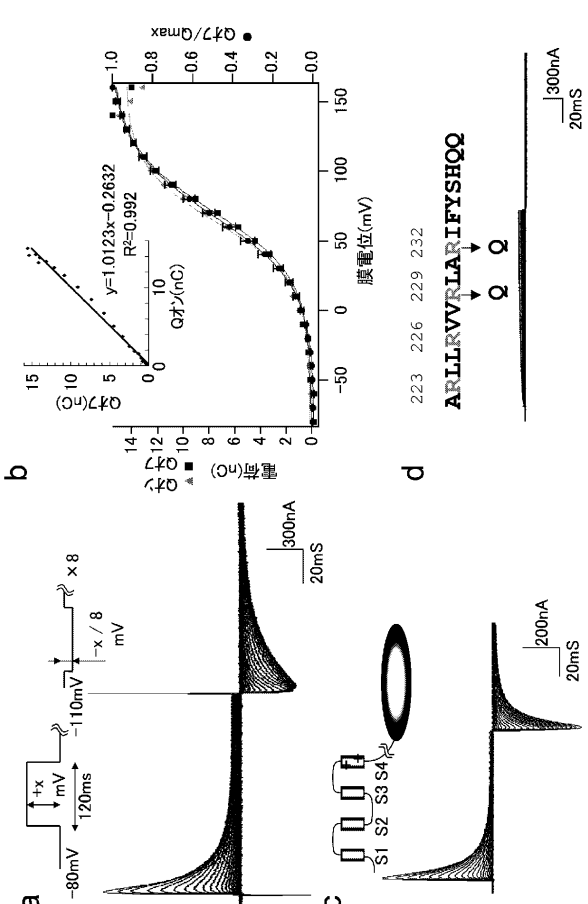 a
+x
mV
-80mV
120ms
-110mV
-x / 8
mV
×8
300nA
20mS
b
Qオン
Qオフ
電荷(nC)
14
12
10
8
6
4
2
0
-50
0
50
100
150
膜電位(mV)
1.0
0.8
0.6
0.4
0.2
0.0
Qオフ/Qmax
Qオフ(nC)
15
10
5
0
0
10
Qオン(nC)
y=1.0123x-0.2632
R²=0.992
c
S1
S2
S3
S4
200nA
20mS
d
223 226 229 232
ARLLRVVRLARIFYSHQQ
Q Q
300nA
20mS